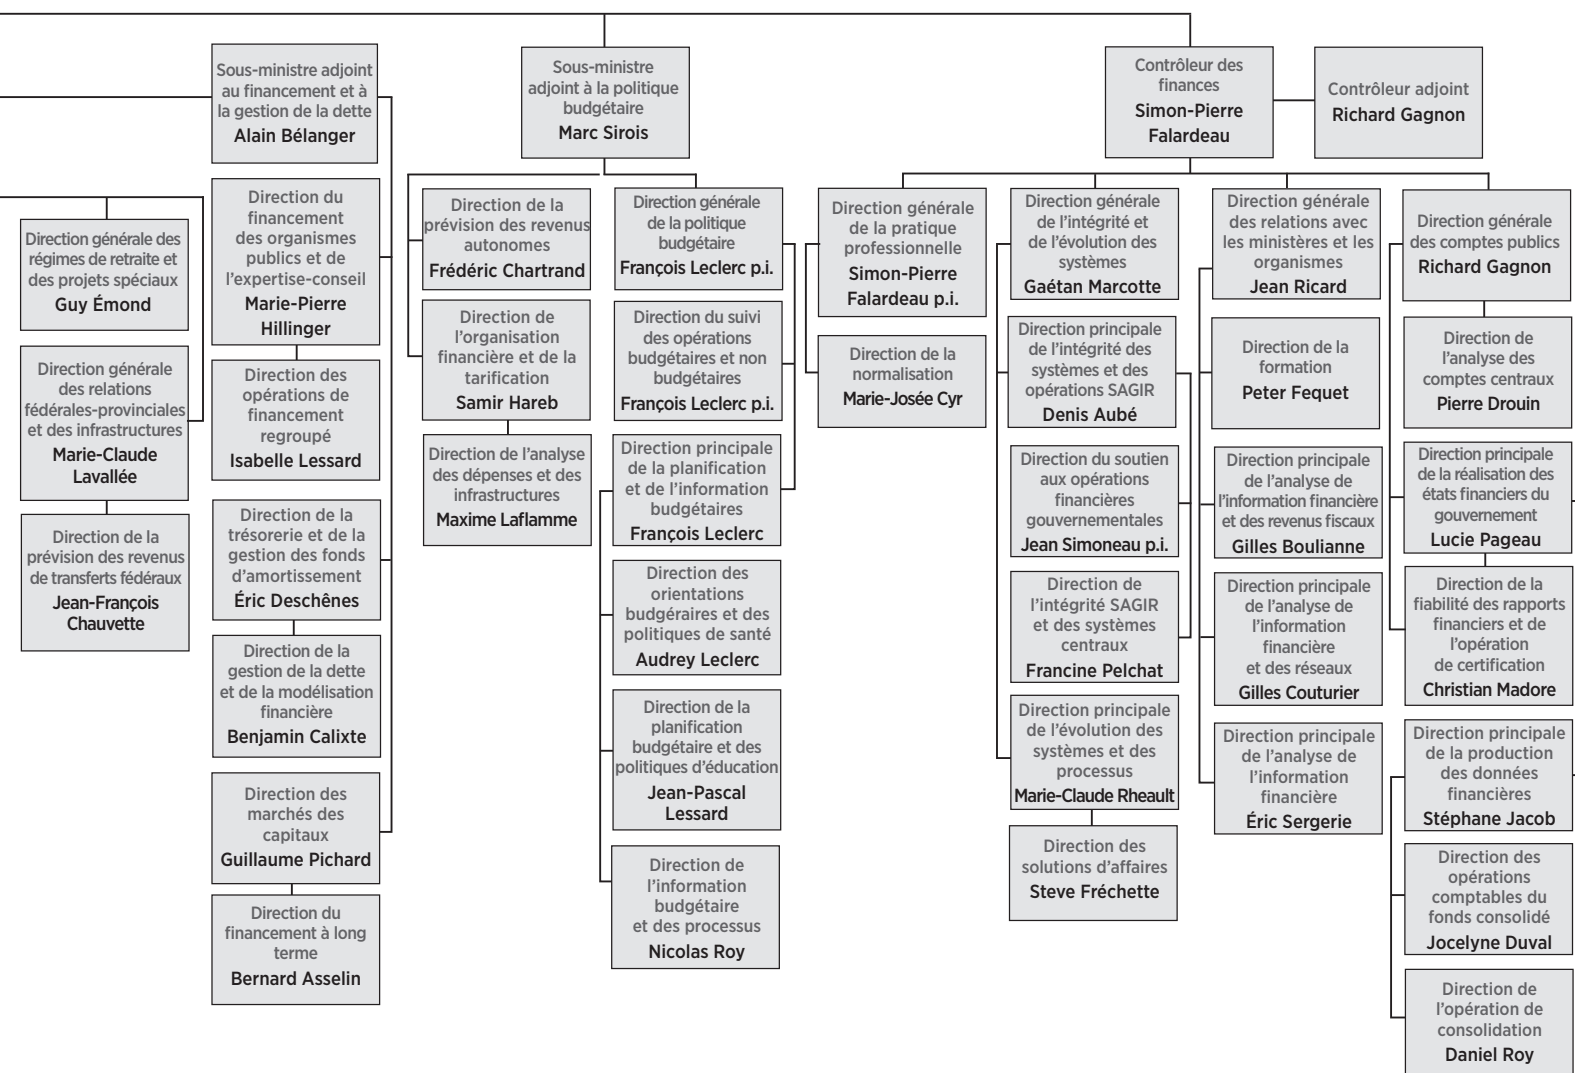 Sous-ministre adjoint
au financement et à
la gestion de la dette
Alain Bélanger
Sous-ministre
adjoint à la politique
budgétaire
Marc Sirois
Contrôleur des
finances
Simon-Pierre
Falardeau
Contrôleur adjoint
Richard Gagnon
Direction générale des
régimes de retraite et
des projets spéciaux
Guy Émond
Direction générale
des relations
fédérales-provinciales
et des infrastructures
Marie-Claude
Lavallée
Direction de la
prévision des revenus
de transferts fédéraux
Jean-François
Chauvette
Direction du
financement
des organismes
publics et de
l'expertise-conseil
Marie-Pierre
Hillinger
Direction des
opérations de
financement
regroupé
Isabelle Lessard
Direction de la
trésorerie et de la
gestion des fonds
d'amortissement
Éric Deschênes
Direction de la
gestion de la dette
et de la modélisation
financière
Benjamin Calixte
Direction des
marchés des
capitaux
Guillaume Pichard
Direction du
financement à long
terme
Bernard Asselin
Direction de la
prévision des revenus
autonomes
Frédéric Chartrand
Direction de
l'organisation
financière et de la
tarification
Samir Hareb
Direction de l'analyse
des dépenses et des
infrastructures
Maxime Laflamme
Direction générale
de la politique
budgétaire
François Leclerc p.i.
Direction du suivi
des opérations
budgétaires et non
budgétaires
François Leclerc p.i.
Direction principale
de la planification
et de l'information
budgétaires
François Leclerc
Direction des
orientations
budgéraires et des
politiques de santé
Audrey Leclerc
Direction de la
planification
budgétaire et des
politiques d'éducation
Jean-Pascal
Lessard
Direction de
l'information
budgétaire
et des processus
Nicolas Roy
Direction générale
de la pratique
professionnelle
Simon-Pierre
Falardeau p.i.
Direction de la
normalisation
Marie-Josée Cyr
Direction générale
de l'intégrité et
de l'évolution des
systèmes
Gaétan Marcotte
Direction principale
de l'intégrité des
systèmes et des
opérations SAGIR
Denis Aubé
Direction du soutien
aux opérations
financières
gouvernementales
Jean Simoneau p.i.
Direction de
l'intégrité SAGIR
et des systèmes
centraux
Francine Pelchat
Direction principale
de l'évolution des
systèmes et des
processus
Marie-Claude Rheault
Direction des
solutions d'affaires
Steve Fréchette
Direction générale
des relations avec
les ministères et les
organismes
Jean Ricard
Direction de la
formation
Peter Fequet
Direction principale
de l'analyse de
l'information financière
et des revenus fiscaux
Gilles Boulianne
Direction principale
de l'analyse de
l'information
financière
et des réseaux
Gilles Couturier
Direction principale
de l'analyse de
l'information
financière
Éric Sergerie
Direction générale
des comptes publics
Richard Gagnon
Direction de
l'analyse des
comptes centraux
Pierre Drouin
Direction principale
de la réalisation des
états financiers du
gouvernement
Lucie Pageau
Direction de la
fiabilité des rapports
financiers et de
l'opération
de certification
Christian Madore
Direction principale
de la production
des données
financières
Stéphane Jacob
Direction des
opérations
comptables du
fonds consolidé
Jocelyne Duval
Direction de
l'opération de
consolidation
Daniel Roy